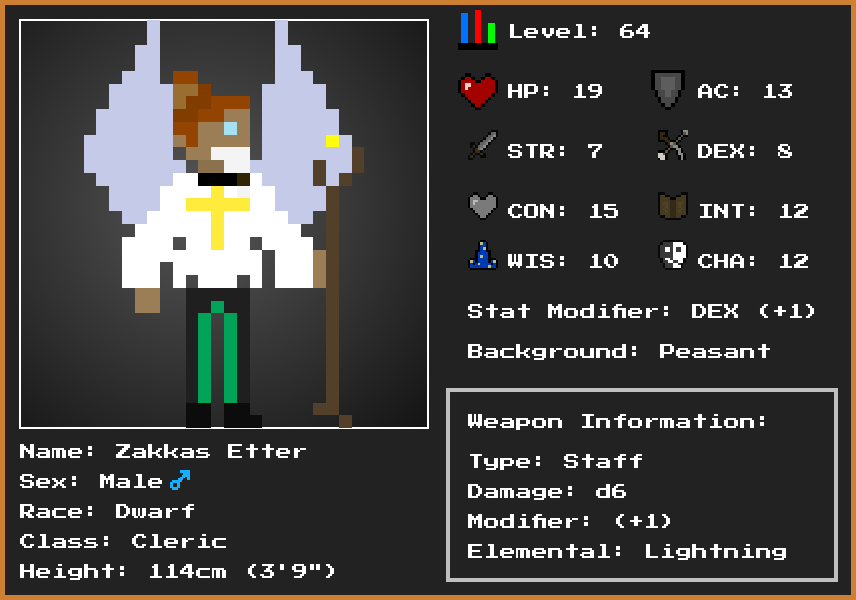 Level: 64
HP: 19
AC: 13
STR: 7
DEX: 8
CON: 15
INT: 12
WIS: 10
CHA: 12
Stat Modifier: DEX (+1)
Background: Peasant
Weapon Information:
Type: Staff
Damage: d6
Modifier: (+1)
Elemental: Lightning
Name: Zakkas Etter
Sex: Male♂
Race: Dwarf
Class: Cleric
Height: 114cm (3'9")